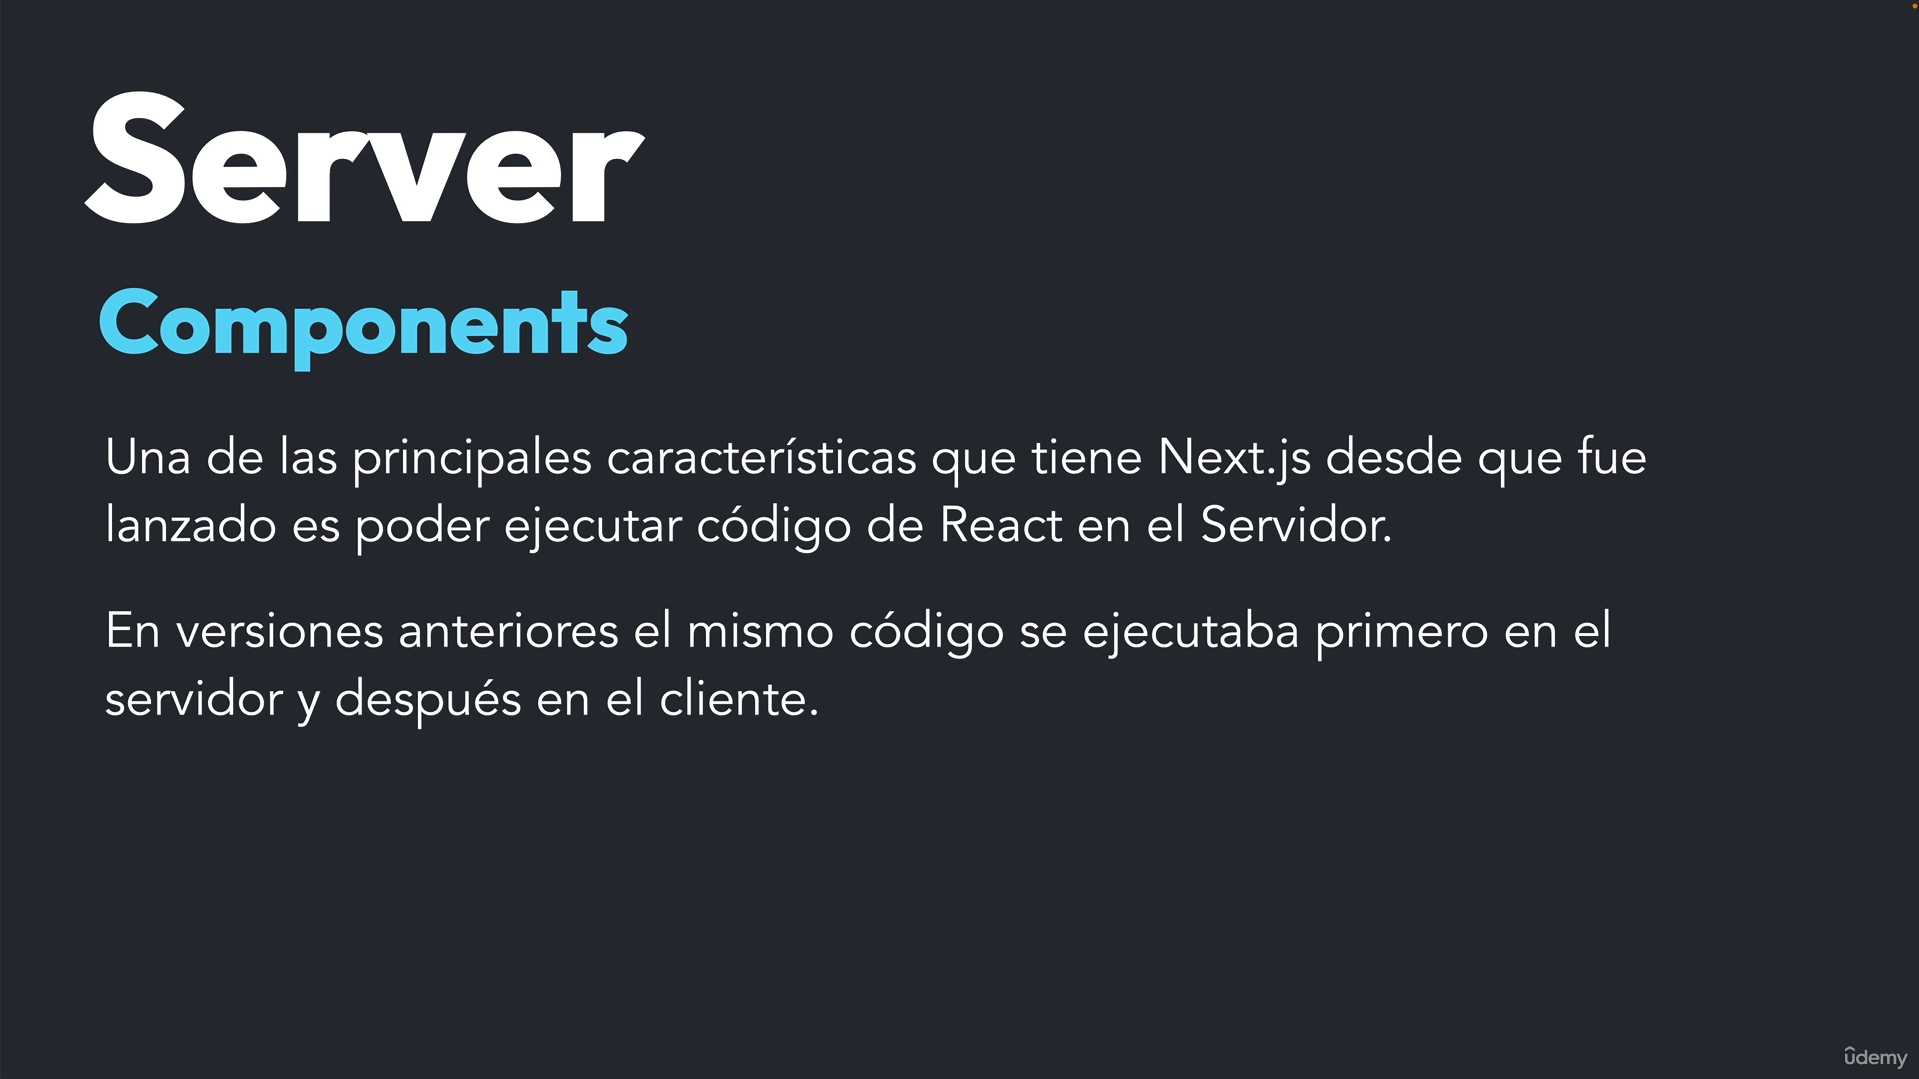 Server
Components
Una de las principales características que tiene Next.js desde que fue
lanzado es poder ejecutar código de React en el Servidor.
En versiones anteriores el mismo código se ejecutaba primero en el
servidor y después en el cliente.
ûdemy